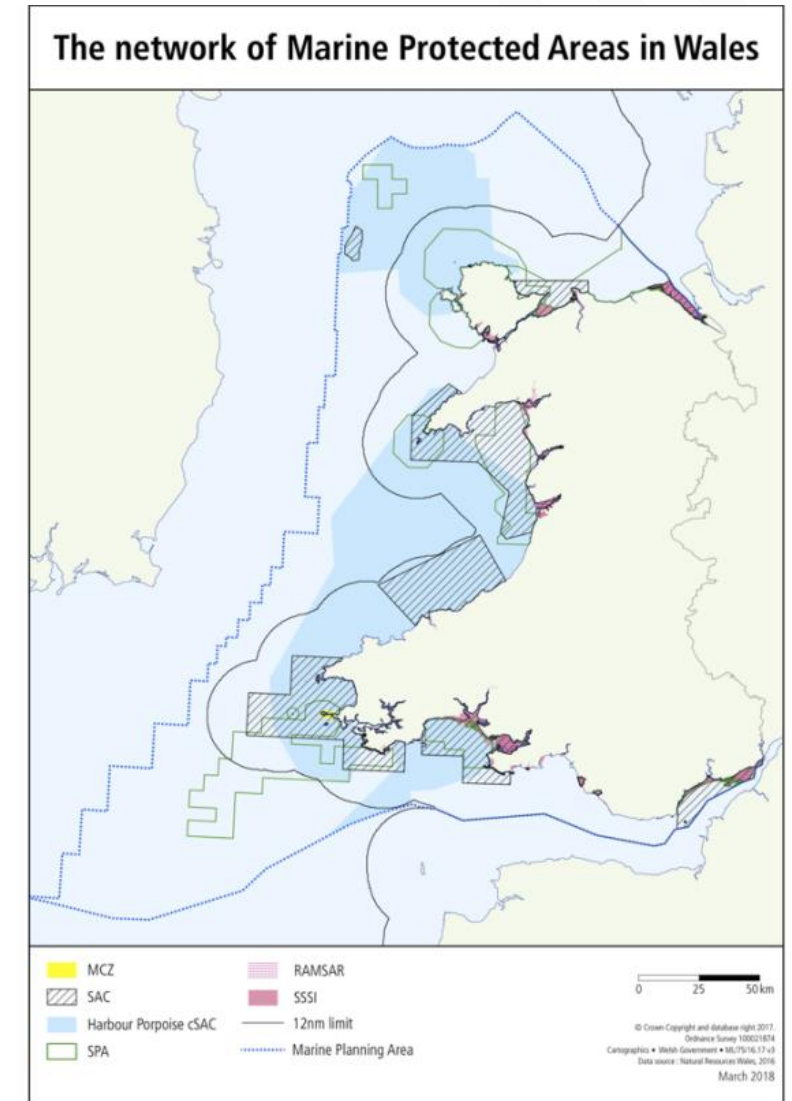 The network of Marine Protected Areas in Wales
MCZ
SAC
Harbour Porpoise cSAC
SPA
RAMSAR
SSSI
12nm limit
Marine Planning Area
0 25 50 km
© Crown Copyright and database right 2017.
Ordnance Survey 100021874
Cartographics • Welsh Government • ML/75/16.17 v3
Data source : Natural Resources Wales, 2016
March 2018